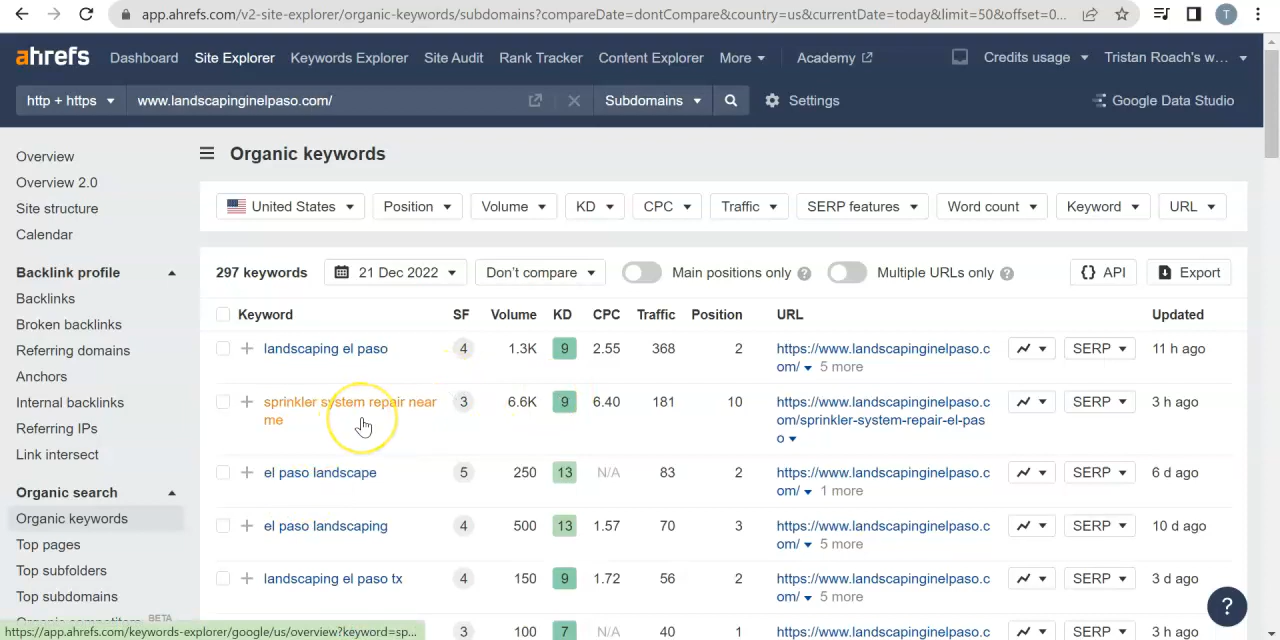 app.ahrefs.com/v2-site-explorer/organic-keywords/subdomains?compareDate=dontCompare&country=us&currentDate=today&limit=50&offset=0...
T
ahrefs Dashboard Site Explorer Keywords Explorer Site Audit Rank Tracker Content Explorer More Academy Credits usage Tristan Roach's w...
http + https www.landscapinginelpaso.com/ Subdomains Settings Google Data Studio
Overview
Overview 2.0
Site structure
Calendar
Backlink profile
Backlinks
Broken backlinks
Referring domains
Anchors
Internal backlinks
Referring IPs
Link intersect
Organic search
Organic keywords
Top pages
Top subfolders
Top subdomains
BETA
Organic keywords
United States Position Volume KD CPC Traffic SERP features Word count Keyword URL
297 keywords 21 Dec 2022 Don't compare Main positions only ? Multiple URLs only ? {} API Export
Keyword SF Volume KD CPC Traffic Position URL Updated
landscaping el paso 4 1.3K 9 2.55 368 2 https://www.landscapinginelpaso.c SERP 11 h ago
om/ 5 more
sprinkler system repair near 3 6.6K 9 6.40 181 10 https://www.landscapinginelpaso.c SERP 3 h ago
me om/sprinkler-system-repair-el-pas
o
el paso landscape 5 250 13 N/A 83 2 https://www.landscapinginelpaso.c SERP 6 d ago
om/ 1 more
el paso landscaping 4 500 13 1.57 70 3 https://www.landscapinginelpaso.c SERP 10 d ago
om/ 5 more
landscaping el paso tx 4 150 9 1.72 56 2 https://www.landscapinginelpaso.c SERP 3 d ago
om/ 5 more
3 100 7 N/A 40 1 https://www.landscapinginelpaso.c SERP 3 h ago
?
https://app.ahrefs.com/keywords-explorer/google/us/overview?keyword=sp...